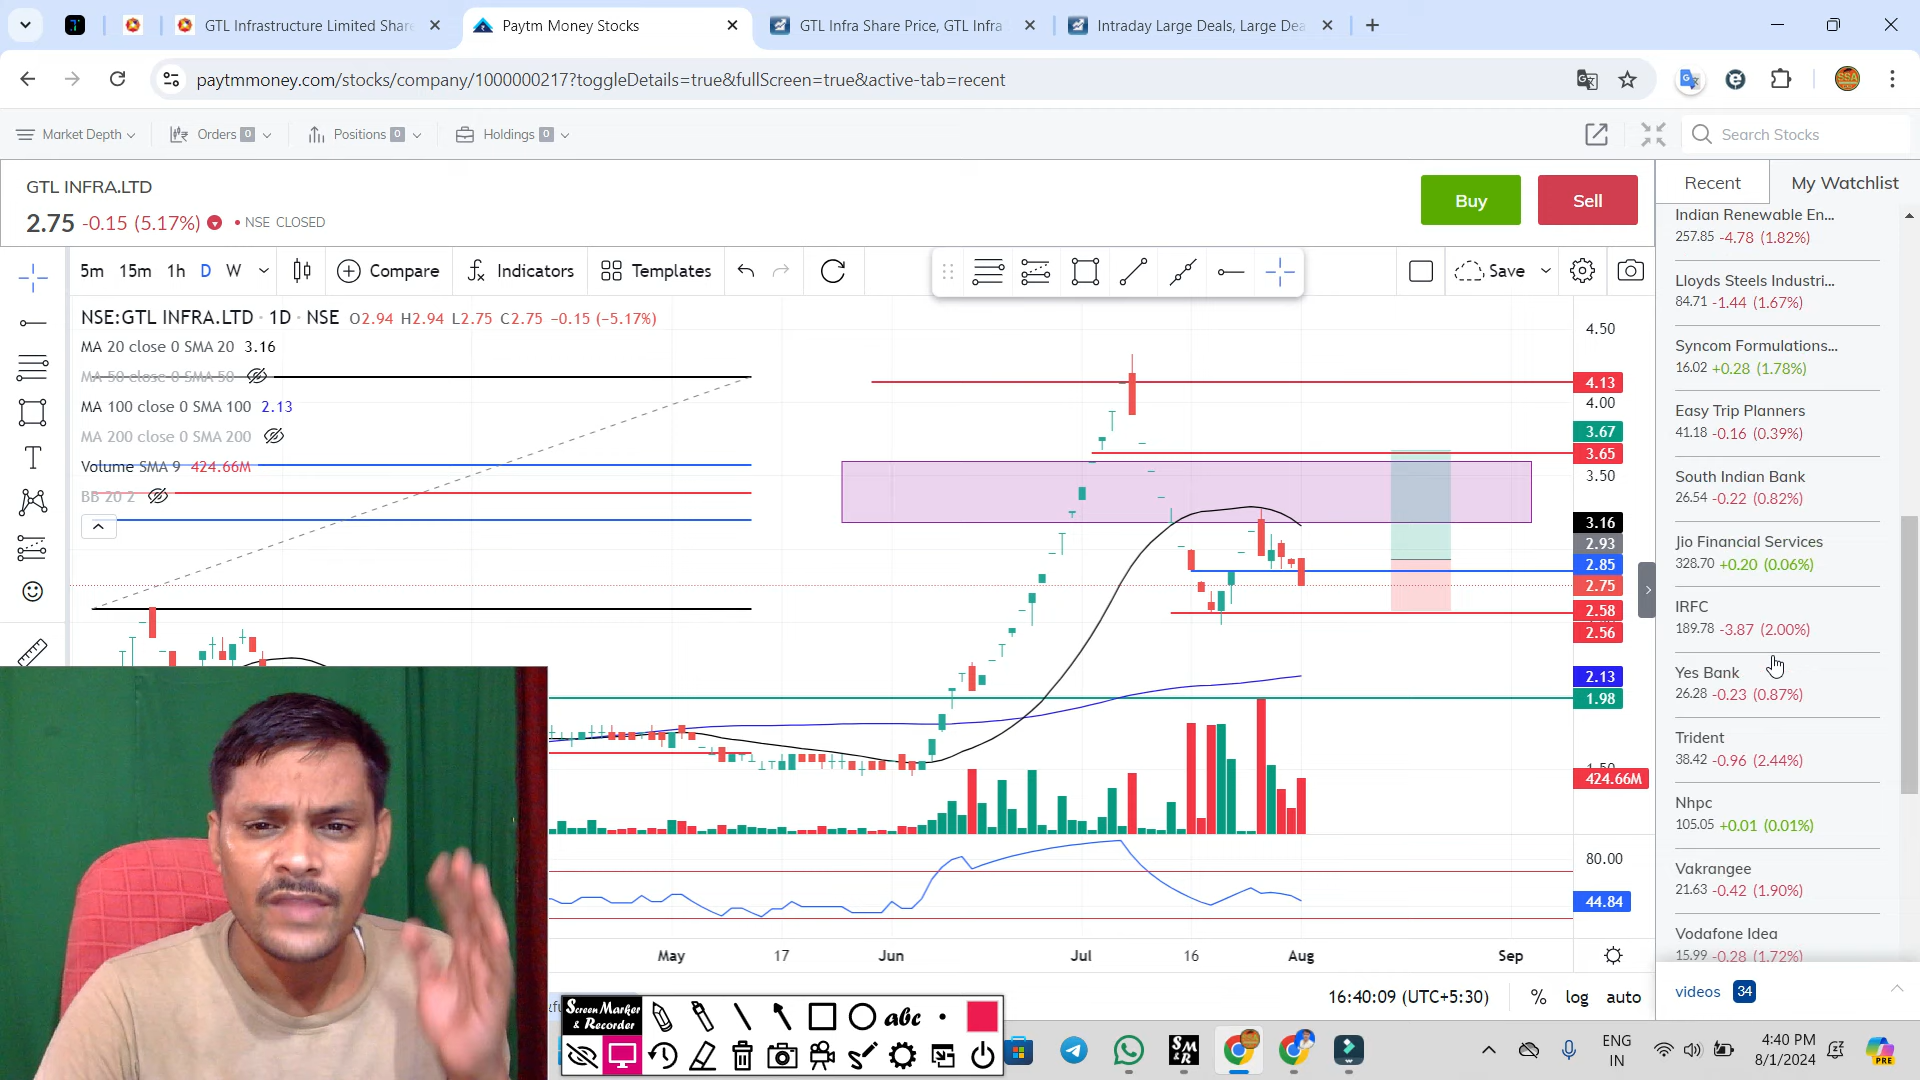 GTL Infrastructure Limited Share
Paytm Money Stocks
GTL Infra Share Price, GTL Infra
Intraday Large Deals, Large Dea
paytmmoney.com/stocks/company/1000000217?toggleDetails=true&fullScreen=true&active-tab=recent
Market Depth
Orders 0
Positions 0
Holdings 0
Search Stocks
GTL INFRA.LTD
2.75 -0.15 (5.17%) • NSE CLOSED
Buy
Sell
Recent
My Watchlist
5m 15m 1h D W
Compare
Indicators
Templates
Save
NSE:GTL INFRA.LTD · 1D · NSE O2.94 H2.94 L2.75 C2.75 −0.15 (−5.17%)
MA 20 close 0 SMA 20 3.16
MA 50 close 0 SMA 50
MA 100 close 0 SMA 100 2.13
MA 200 close 0 SMA 200
Volume SMA 9 424.66M
BB 20 2
4.50
4.13
4.00
3.67
3.65
3.50
3.16
2.93
2.85
2.75
2.58
2.56
2.13
1.98
1.50
424.66M
80.00
44.84
May 17 Jun Jul 16 Aug Sep
16:40:09 (UTC+5:30) % log auto
Indian Renewable En...
257.85 -4.78 (1.82%)
Lloyds Steels Industri...
84.71 -1.44 (1.67%)
Syncom Formulations...
16.02 +0.28 (1.78%)
Easy Trip Planners
41.18 -0.16 (0.39%)
South Indian Bank
26.54 -0.22 (0.82%)
Jio Financial Services
328.70 +0.20 (0.06%)
IRFC
189.78 -3.87 (2.00%)
Yes Bank
26.28 -0.23 (0.87%)
Trident
38.42 -0.96 (2.44%)
Nhpc
105.05 +0.01 (0.01%)
Vakrangee
21.63 -0.42 (1.90%)
Vodafone Idea
15.99 -0.28 (1.72%)
videos 34
Screen Marker
& Recorder
abc
SM
&R
ENG
IN
4:40 PM
8/1/2024
PRE